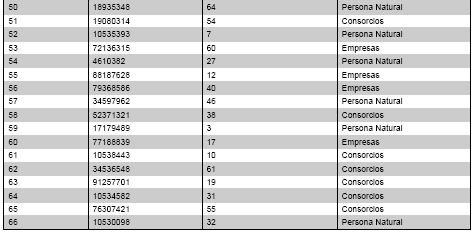 50 18935348 64 Persona Natural
51 19080314 54 Consorcios
52 10535393 7 Persona Natural
53 72136315 60 Empresas
54 4610382 27 Persona Natural
55 88187628 12 Empresas
56 79368586 40 Empresas
57 34597962 46 Persona Natural
58 52371321 38 Consorcios
59 17179489 3 Persona Natural
60 77188839 17 Empresas
61 10538443 10 Consorcios
62 34536548 61 Consorcios
63 91257701 19 Consorcios
64 10534582 31 Consorcios
65 76307421 55 Consorcios
66 10530098 32 Persona Natural